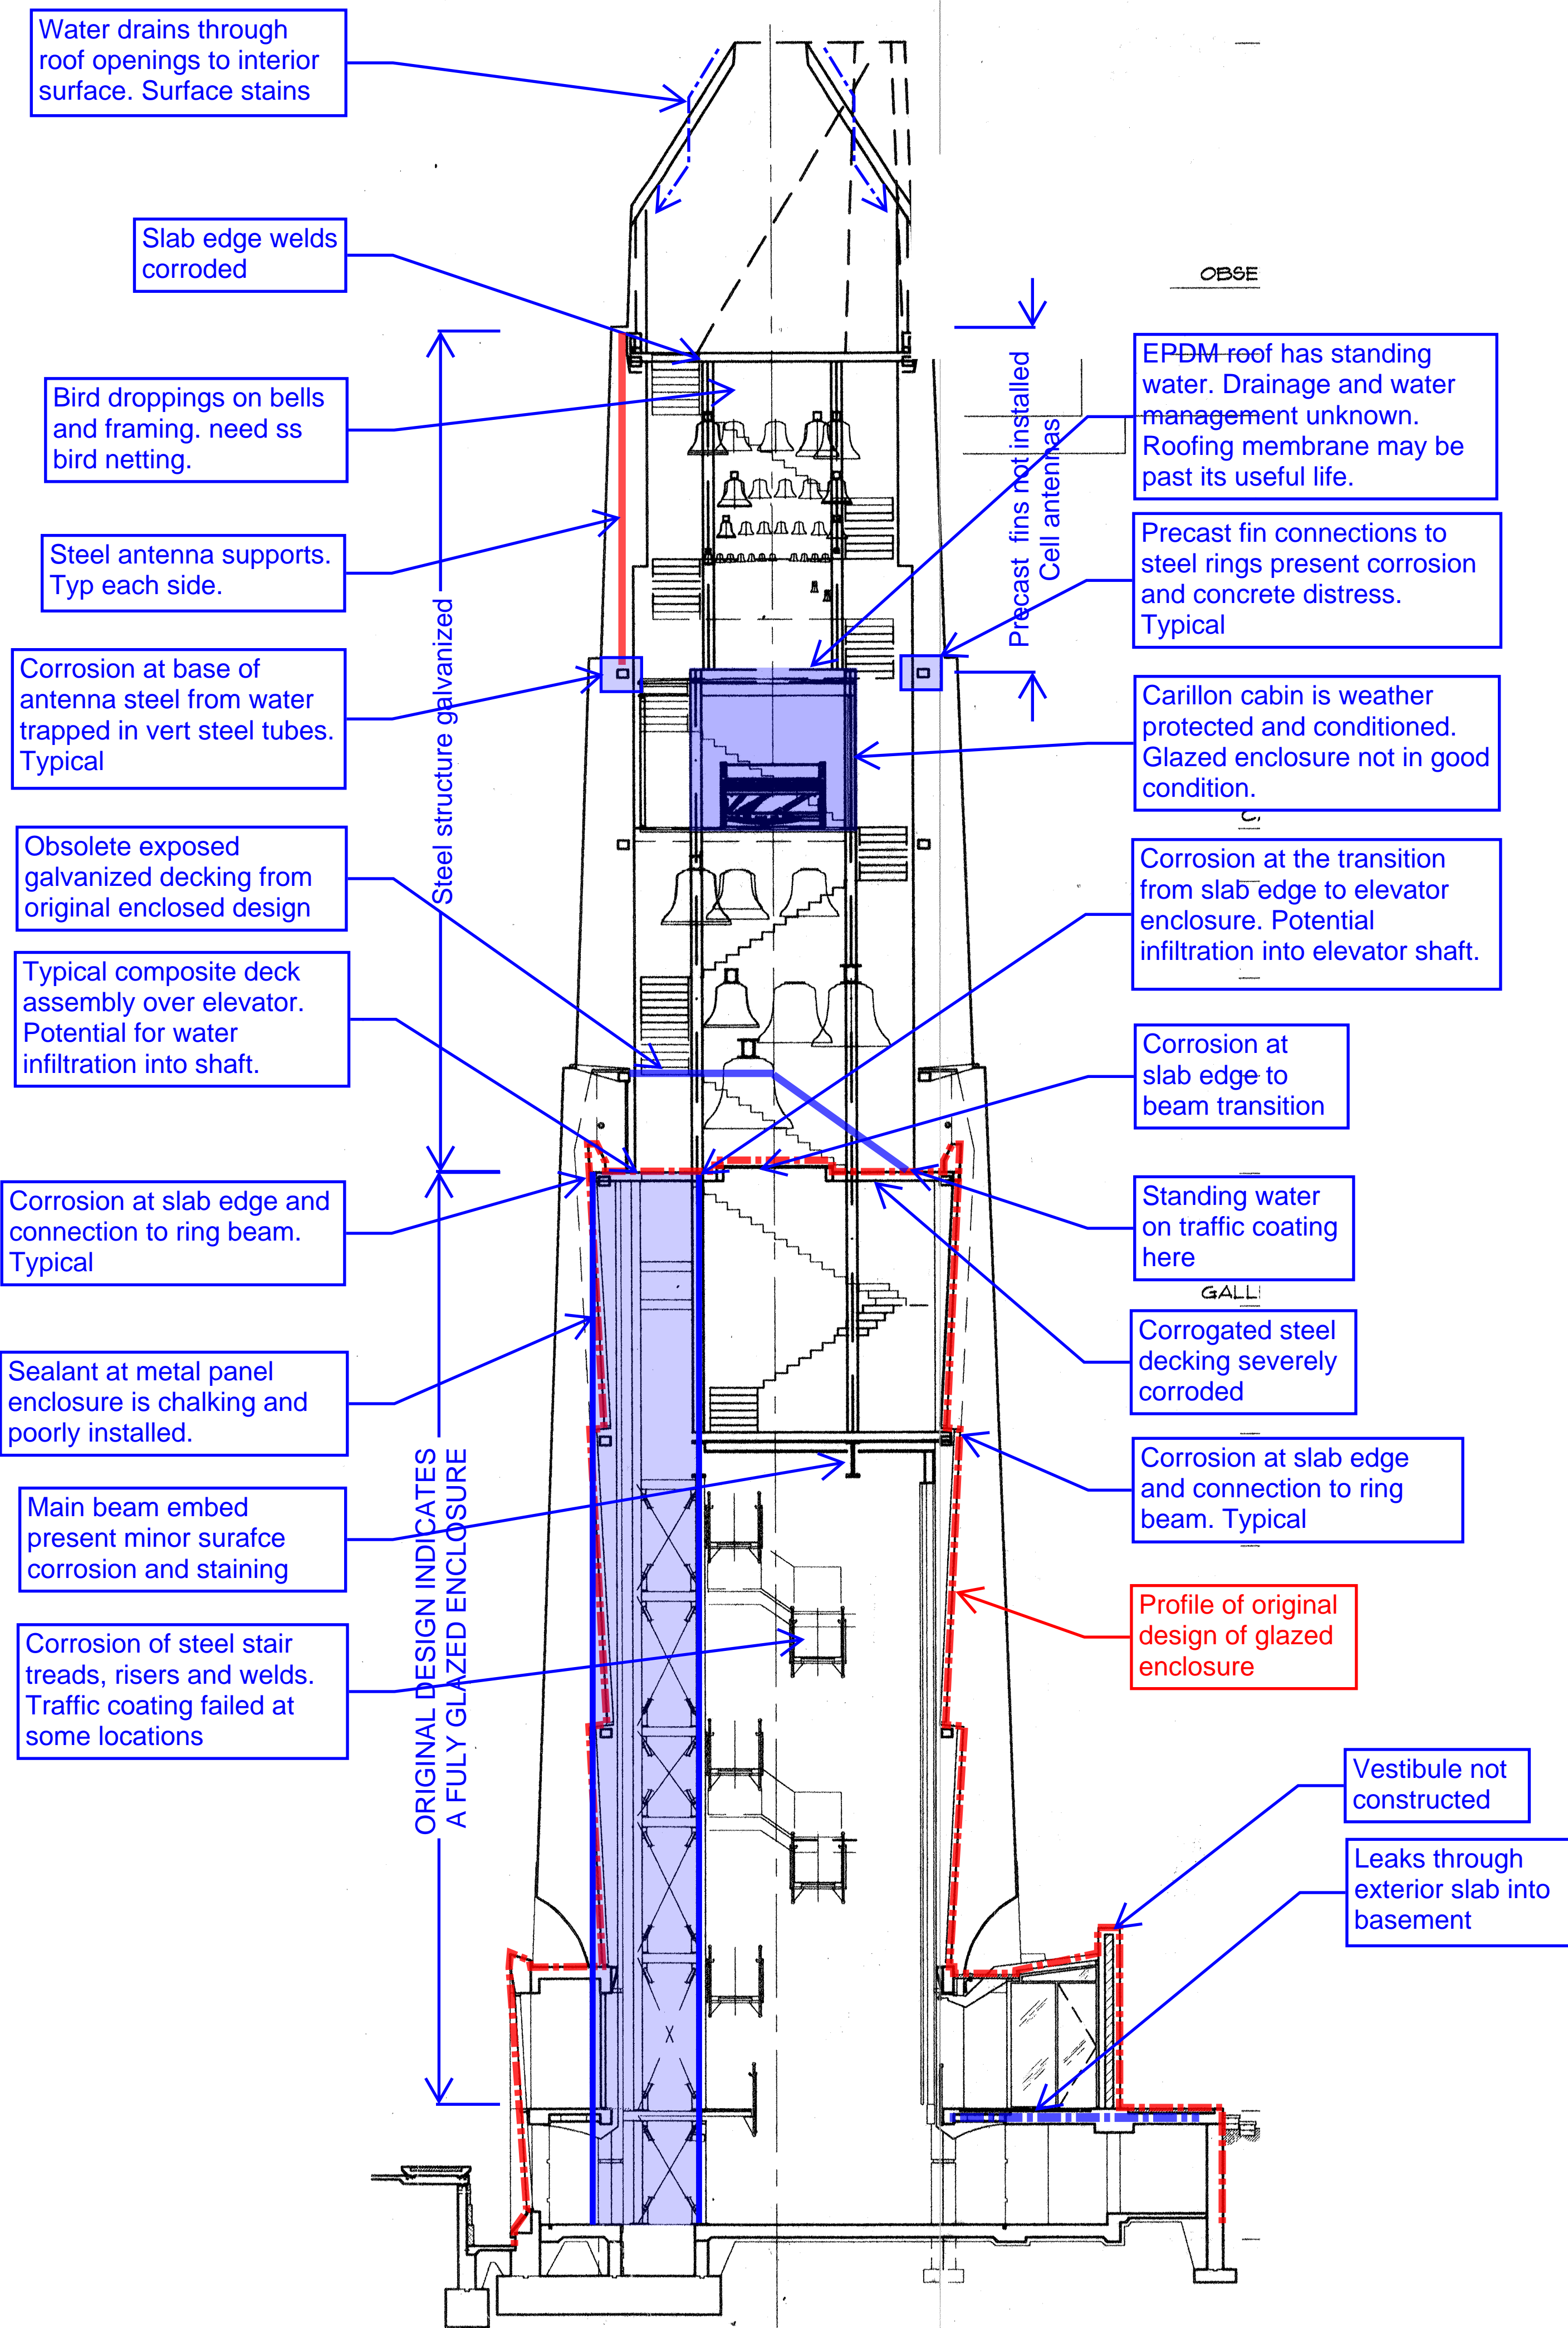 Water drains through
roof openings to interior
surface. Surface stains
Slab edge welds
corroded
Bird droppings on bells
and framing. need ss
bird netting.
Steel antenna supports.
Typ each side.
Corrosion at base of
antenna steel from water
trapped in vert steel tubes.
Typical
Obsolete exposed
galvanized decking from
original enclosed design
Typical composite deck
assembly over elevator.
Potential for water
infiltration into shaft.
Corrosion at slab edge and
connection to ring beam.
Typical
Sealant at metal panel
enclosure is chalking and
poorly installed.
Main beam embed
present minor surafce
corrosion and staining
Corrosion of steel stair
treads, risers and welds.
Traffic coating failed at
some locations
Steel structure galvanized
ORIGINAL DESIGN INDICATES
A FULY GLAZED ENCLOSURE
Precast fins not installed
Cell antennas
OBSE
EPDM roof has standing
water. Drainage and water
management unknown.
Roofing membrane may be
past its useful life.
Precast fin connections to
steel rings present corrosion
and concrete distress.
Typical
Carillon cabin is weather
protected and conditioned.
Glazed enclosure not in good
condition.
Corrosion at the transition
from slab edge to elevator
enclosure. Potential
infiltration into elevator shaft.
Corrosion at
slab edge to
beam transition
Standing water
on traffic coating
here
GALL
Corrogated steel
decking severely
corroded
Corrosion at slab edge
and connection to ring
beam. Typical
Profile of original
design of glazed
enclosure
Vestibule not
constructed
Leaks through
exterior slab into
basement